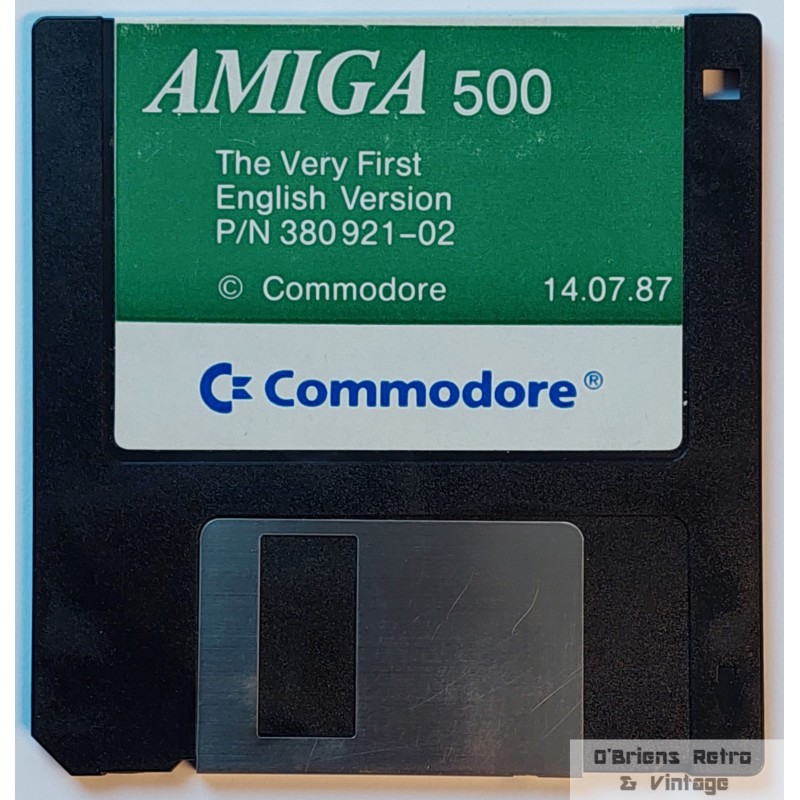 AMIGA 500
The Very First
English Version
P/N 380921-02
© Commodore 14.07.87
Commodore®
O'Briens Retro
& Vintage